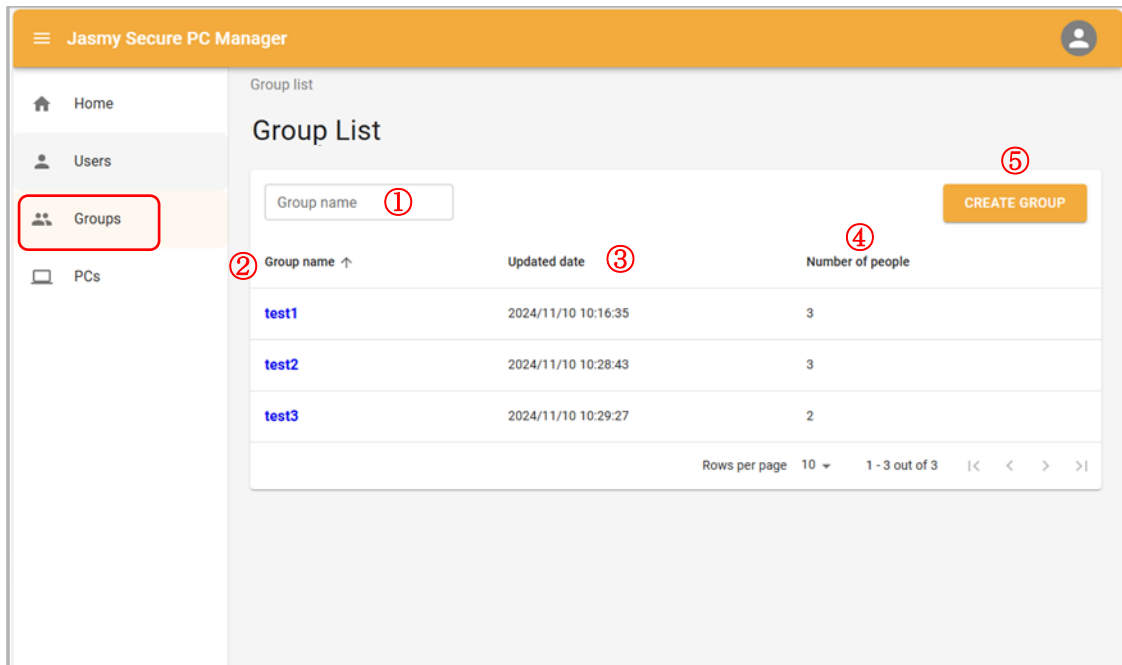 Jasmy Secure PC Manager
Home
Users
Groups
PCs
Group list
Group List
⑤
Group name ①
CREATE GROUP
② Group name ↑ Updated date ③ ④ Number of people
test1 2024/11/10 10:16:35 3
test2 2024/11/10 10:28:43 3
test3 2024/11/10 10:29:27 2
Rows per page 10 1 - 3 out of 3